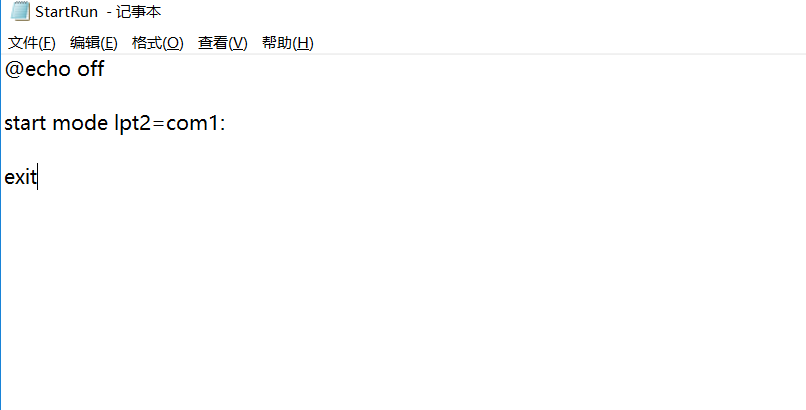 StartRun - 记事本
文件(F) 编辑(E) 格式(O) 查看(V) 帮助(H)
@echo off
start mode lpt2=com1:
exit